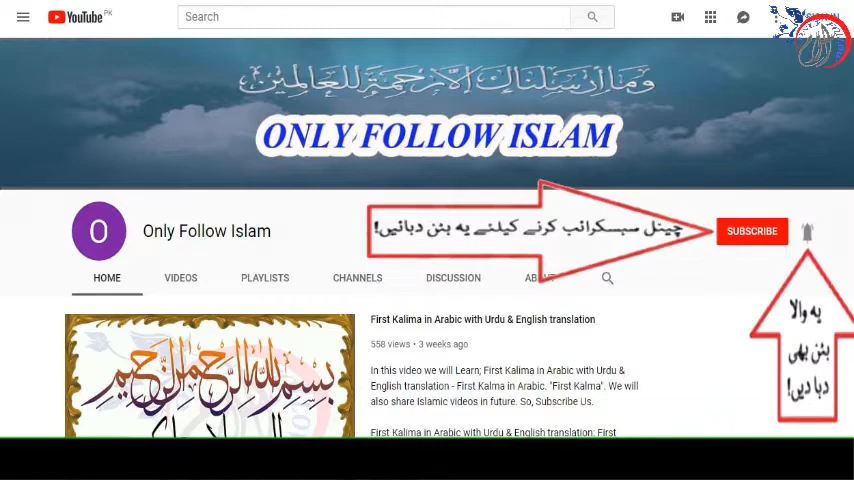 YouTube PK
Search
وما ارسلناك الا رحمة للعالمين
ONLY FOLLOW ISLAM
O
Only Follow Islam
چینل سبسکرائب کرنے کیلئے یہ بٹن دبائیں!
SUBSCRIBE
HOME VIDEOS PLAYLISTS CHANNELS DISCUSSION
یہ والا
بٹن بھی
دبا دیں!
First Kalima in Arabic with Urdu & English translation
558 views • 3 weeks ago
In this video we will Learn; First Kalima in Arabic with Urdu &
English translation - First Kalma in Arabic. "First Kalma". We will
also share Islamic videos in future. So, Subscribe Us.
First Kalima in Arabic with Urdu & English translation: First
بسم الله الرحمن الرحيم